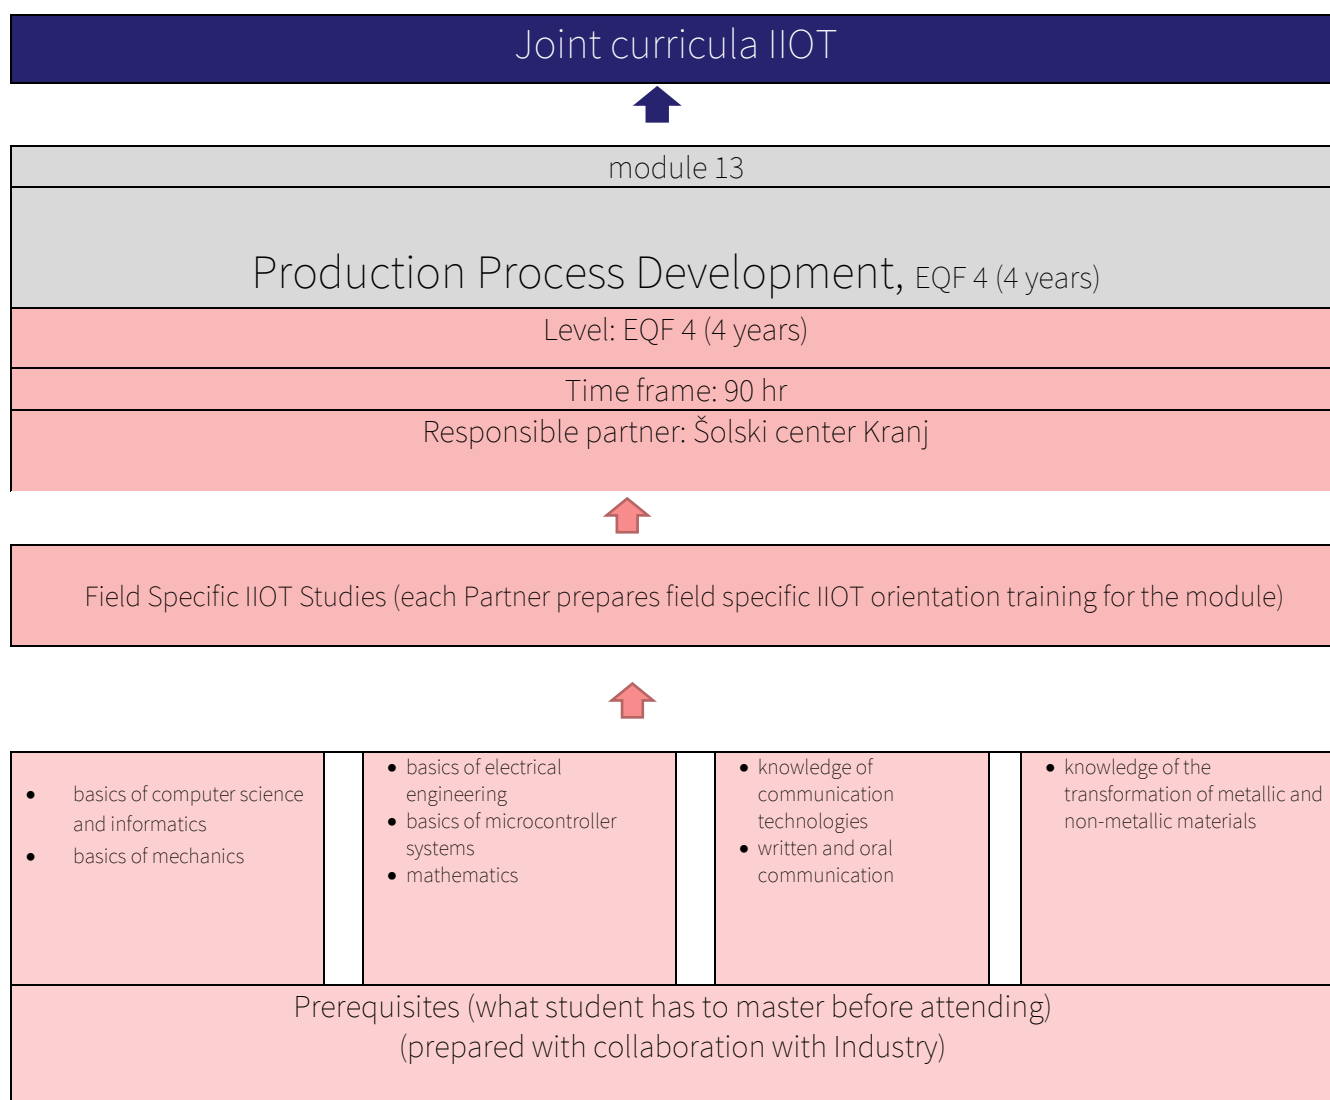 Joint curricula IIOT
module 13
Production Process Development, EQF 4 (4 years)
Level: EQF 4 (4 years)
Time frame: 90 hr
Responsible partner: Šolski center Kranj
Field Specific IIOT Studies (each Partner prepares field specific IIOT orientation training for the module)
• basics of computer science
and informatics
• basics of mechanics
• basics of electrical
engineering
• basics of microcontroller
systems
• mathematics
• knowledge of
communication
technologies
• written and oral
communication
• knowledge of the
transformation of metallic and
non-metallic materials
Prerequisites (what student has to master before attending)
(prepared with collaboration with Industry)